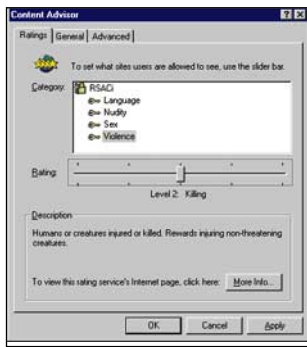 Content Advisor
Ratings General Advanced
To set what sites users are allowed to see, use the slider bar.
Category:
RSACi
Language
Nudity
Sex
Violence
Rating:
Level 2: Killing
Description
Humans or creatures injured or killed. Rewards injuring non-threatening
creatures.
To view this rating service's Internet page, click here: More Info...
OK Cancel Apply